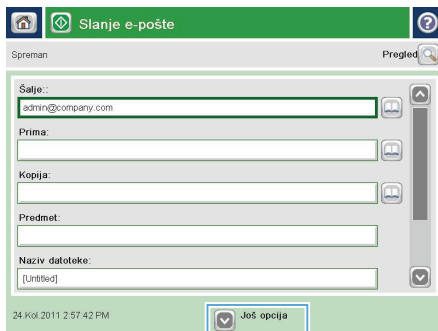 Slanje e-pošte
Spreman
Pregled
Šalje::
admin@company.com
Prima:
Kopija:
Predmet:
Naziv datoteke:
[Untitled]
24.Kol.2011 2:57:42 PM
Još opcija